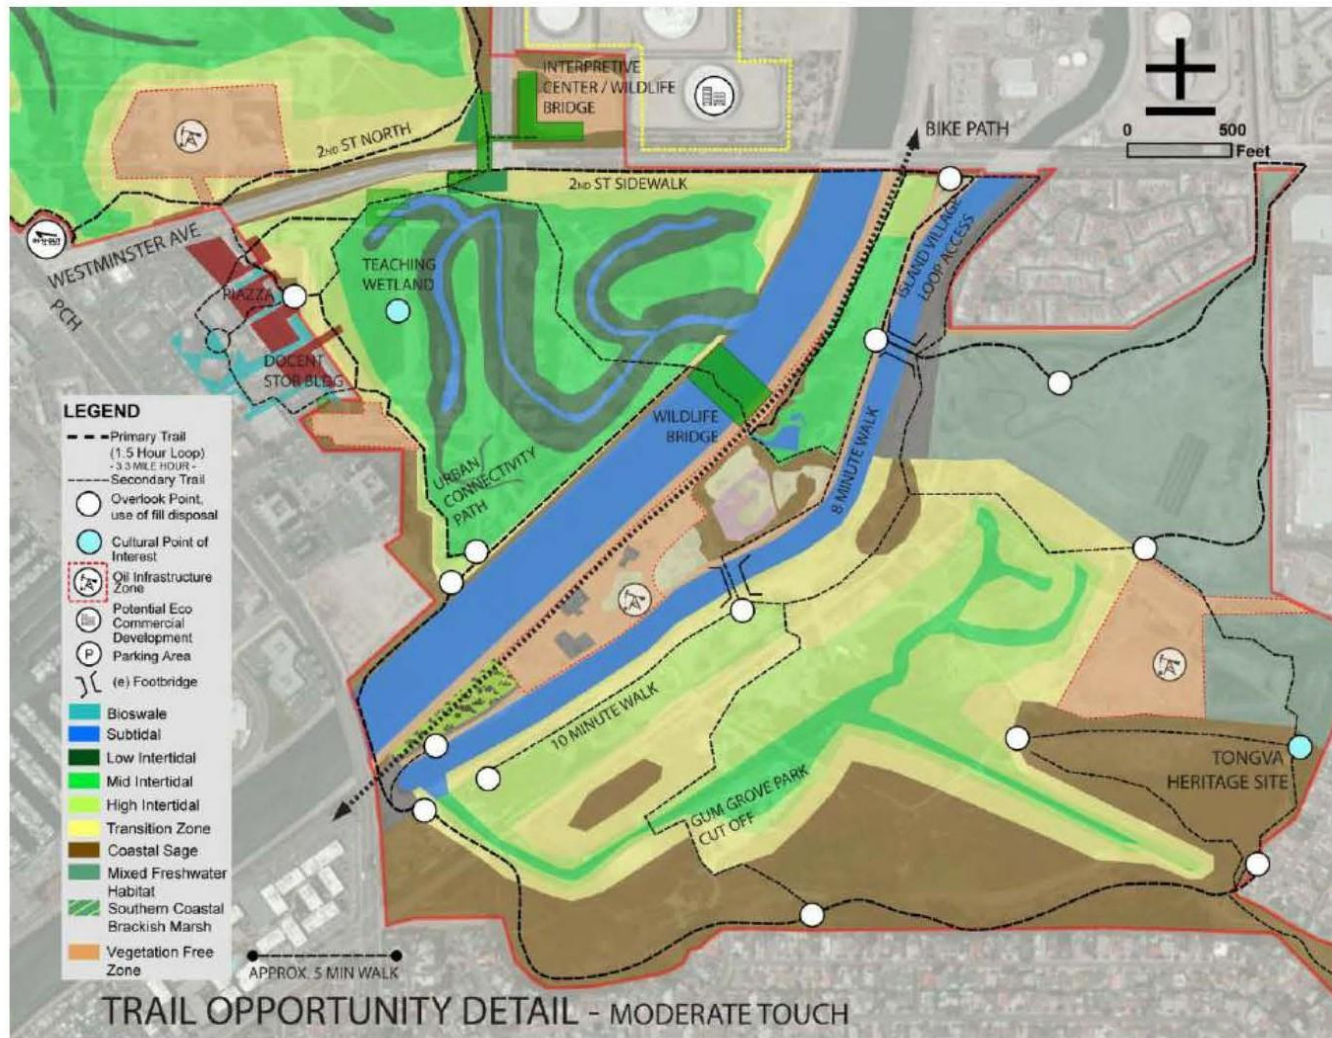 INTERPRETIVE
CENTER / WILDLIFE
BRIDGE
BIKE PATH
0 500
Feet
2ND ST NORTH
2ND ST SIDEWALK
WESTMINSTER AVE
PCH
TEACHING
WETLAND
ISLAND VILLAGE
LOOP ACCESS
PIAZZA
DOCENT
STOR BLDG
WILDLIFE
BRIDGE
URBAN
CONNECTIVITY
PATH
8 MINUTE WALK
10 MINUTE WALK
GUM GROVE PARK
CUT OFF
TONGVA
HERITAGE SITE
LEGEND
Primary Trail
(1.5 Hour Loop)
- 3.3 MILE HOUR -
Secondary Trail
Overlook Point,
use of fill disposal
Cultural Point of
Interest
Oil Infrastructure
Zone
Potential Eco
Commercial
Development
P Parking Area
(e) Footbridge
Bioswale
Subtidal
Low Intertidal
Mid Intertidal
High Intertidal
Transition Zone
Coastal Sage
Mixed Freshwater
Habitat
Southern Coastal
Brackish Marsh
Vegetation Free
Zone
APPROX. 5 MIN WALK
TRAIL OPPORTUNITY DETAIL - MODERATE TOUCH